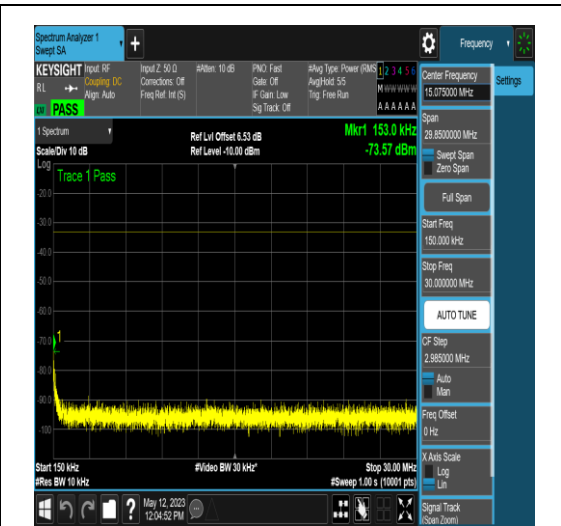 Spectrum Analyzer 1
Swept SA
+
Frequency
KEYSIGHT
RL
PASS
Input: RF
Coupling: DC
Align: Auto
Input Z: 50 Ω
Corrections: Off
Freq Ref: Int (S)
#Atten: 10 dB
PNO: Fast
Gate: Off
IF Gain: Low
Sig Track: Off
#Avg Type: Power (RMS
Avg|Hold: 5/5
Trig: Free Run
1 2 3 4 5 6
M W W W W W
A A A A A A
1 Spectrum
Scale/Div 10 dB
Ref Lvl Offset 6.53 dB
Ref Level -10.00 dBm
Mkr1 153.0 kHz
-73.57 dBm
Log
Trace 1 Pass
-20.0
-30.0
-40.0
-50.0
-60.0
-70.0
-80.0
-90.0
-100
1
Start 150 kHz
#Res BW 10 kHz
#Video BW 30 kHz*
Stop 30.00 MHz
#Sweep 1.00 s (10001 pts)
May 12, 2023
12:04:52 PM
?
Center Frequency
15.075000 MHz
Settings
Span
29.8500000 MHz
Swept Span
Zero Span
Full Span
Start Freq
150.000 kHz
Stop Freq
30.000000 MHz
AUTO TUNE
CF Step
2.985000 MHz
Auto
Man
Freq Offset
0 Hz
X Axis Scale
Log
Lin
Signal Track
(Span Zoom)